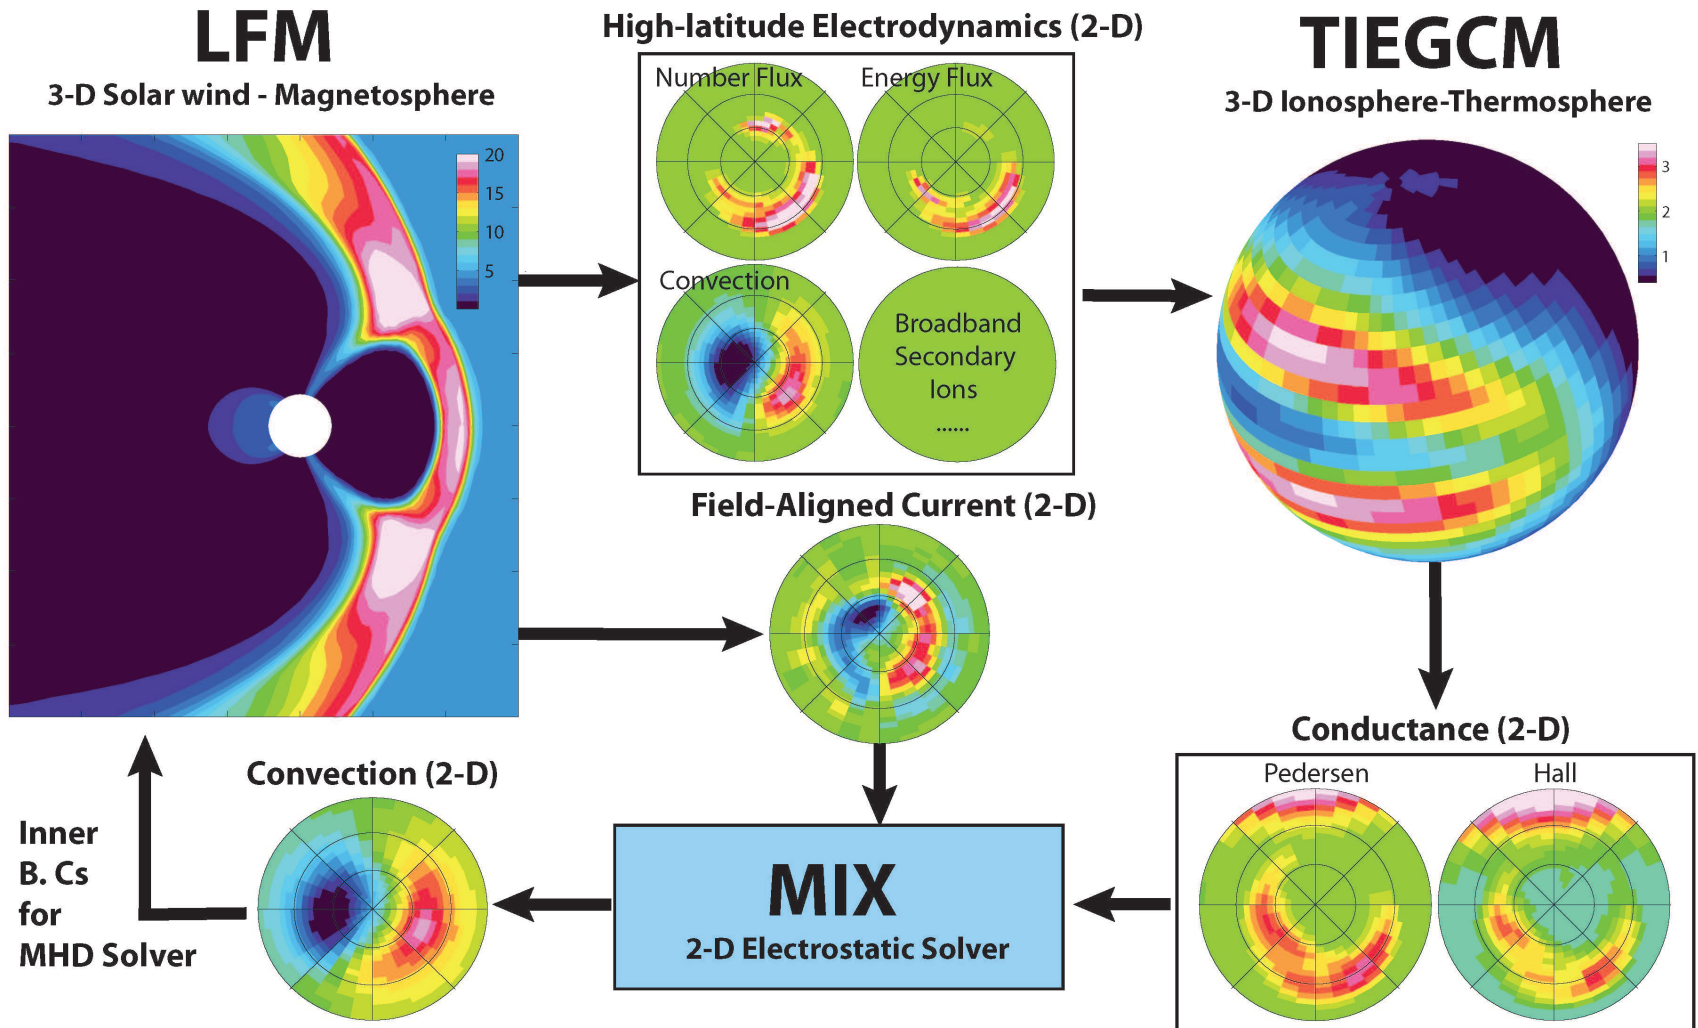 LFM
3-D Solar wind - Magnetosphere
20
15
10
5
High-latitude Electrodynamics (2-D)
Number Flux
Energy Flux
Convection
Broadband
Secondary
Ions
......
TIEGCM
3-D Ionosphere-Thermosphere
3
2
1
Field-Aligned Current (2-D)
Conductance (2-D)
Pedersen
Hall
MIX
2-D Electrostatic Solver
Convection (2-D)
Inner
B. Cs
for
MHD Solver